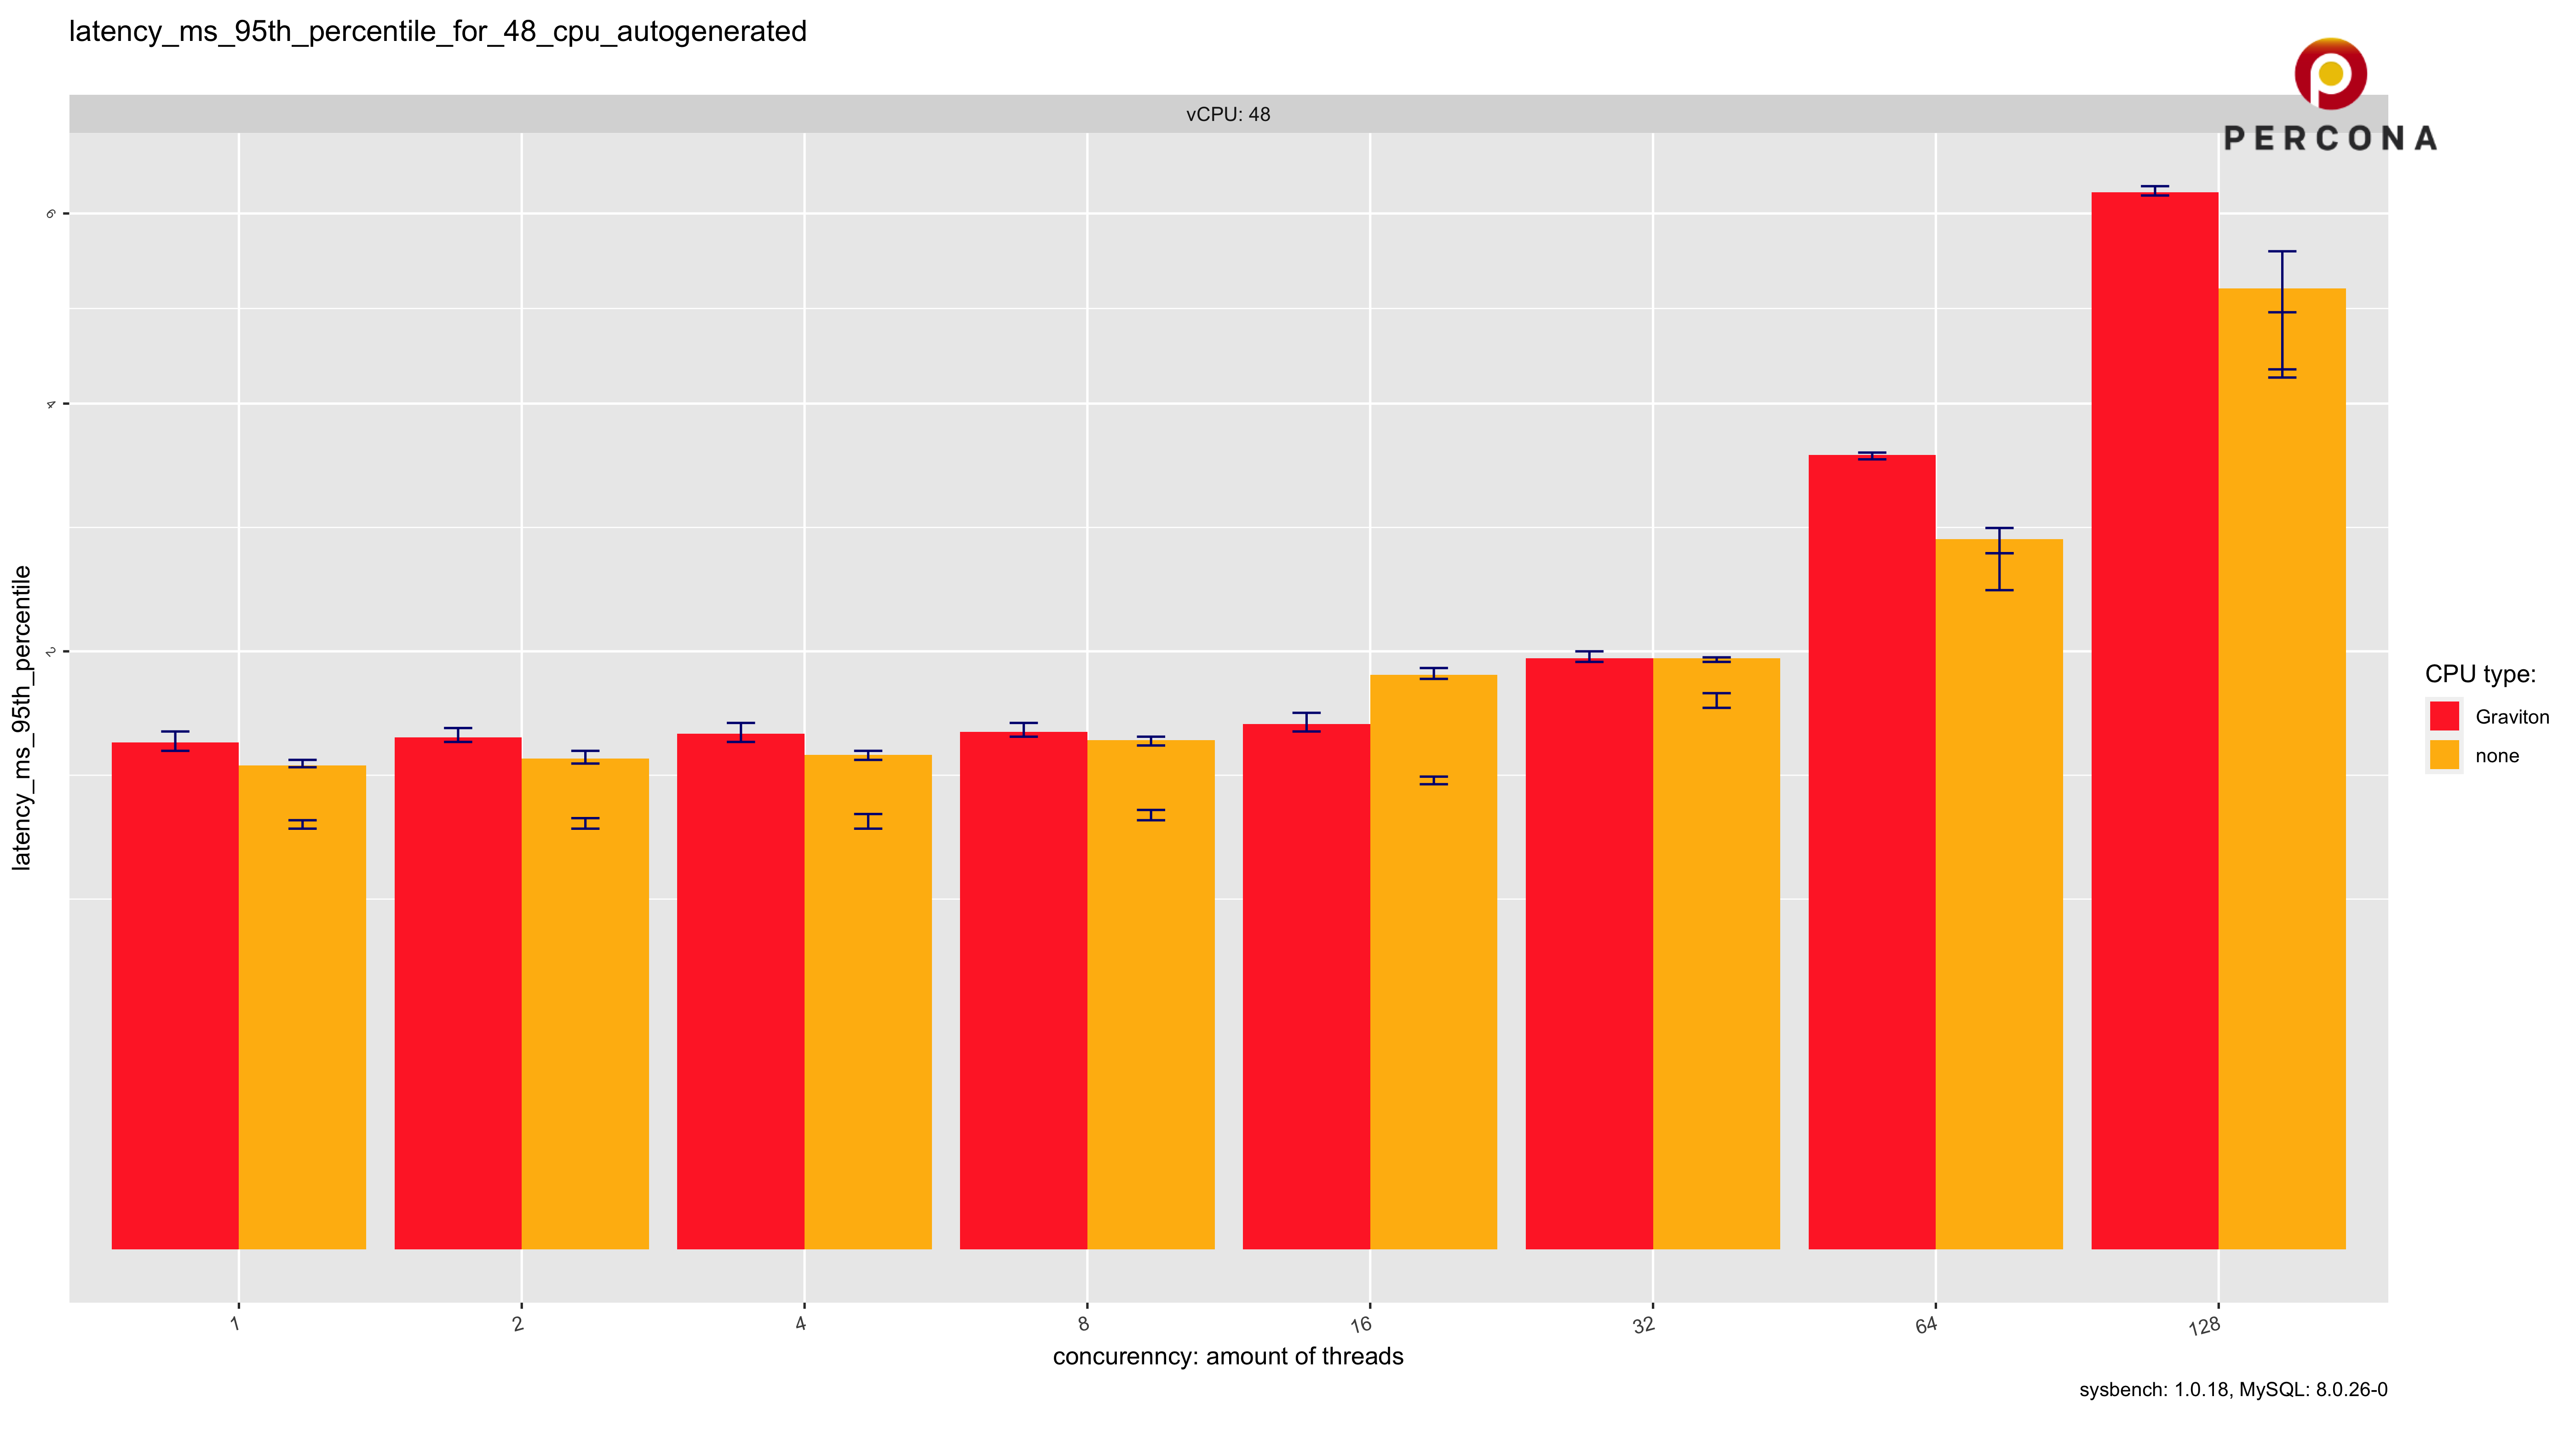 latency_ms_95th_percentile_for_48_cpu_autogenerated
PERCONA
vCPU: 48
6
4
2
latency_ms_95th_percentile
CPU type:
Graviton
none
1 2 4 8 16 32 64 128
concurenncy: amount of threads
sysbench: 1.0.18, MySQL: 8.0.26-0